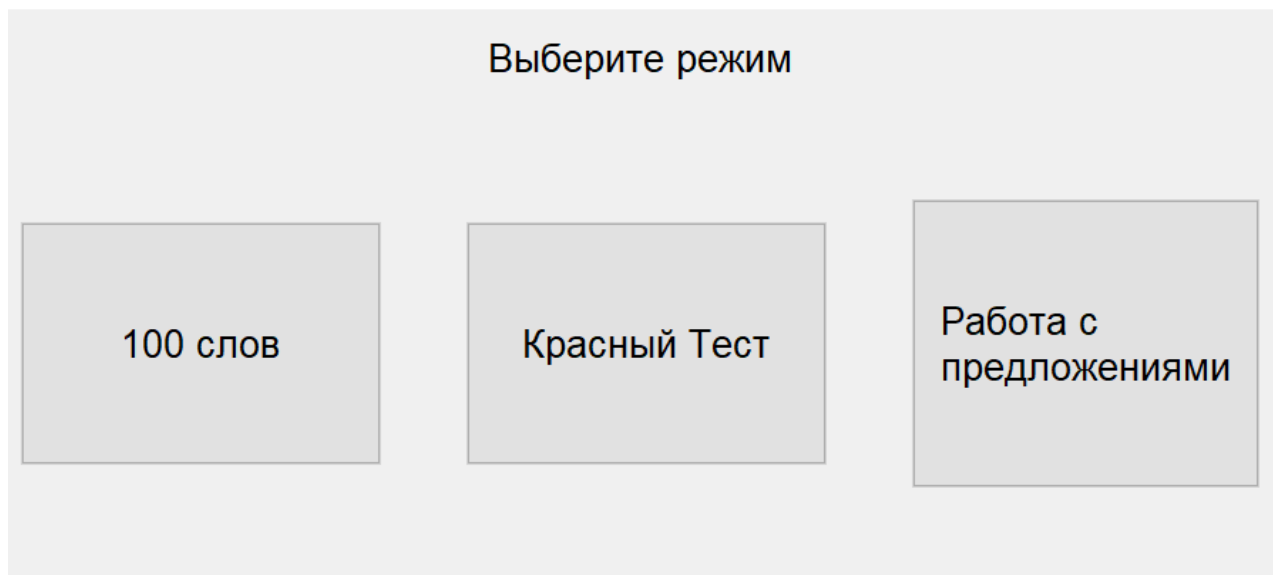 Выберите режим
100 слов
Красный Тест
Работа с
предложениями